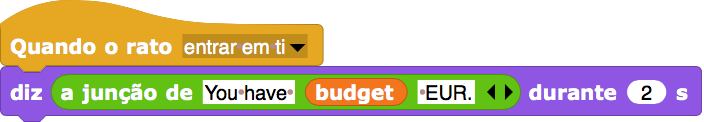 Quando o rato entrar em ti
diz a junção de You have budget EUR. durante 2 s